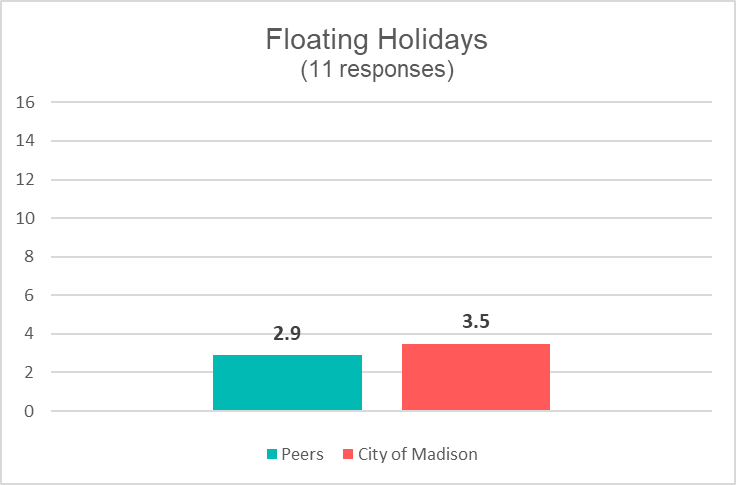 Floating Holidays
(11 responses)
16
14
12
10
8
6
4
2
0
2.9
3.5
Peers
City of Madison